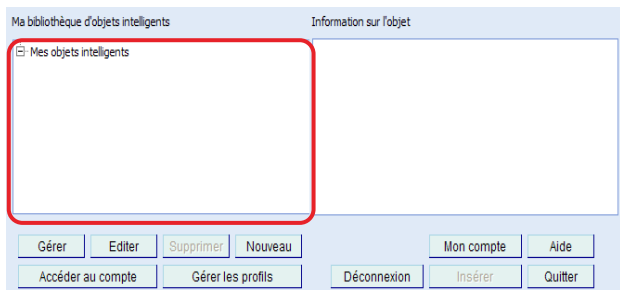 Ma bibliothèque d'objets intelligents
Information sur l'objet
Mes objets intelligents
Gérer Editer Supprimer Nouveau Mon compte Aide
Accéder au compte Gérer les profils Déconnexion Insérer Quitter